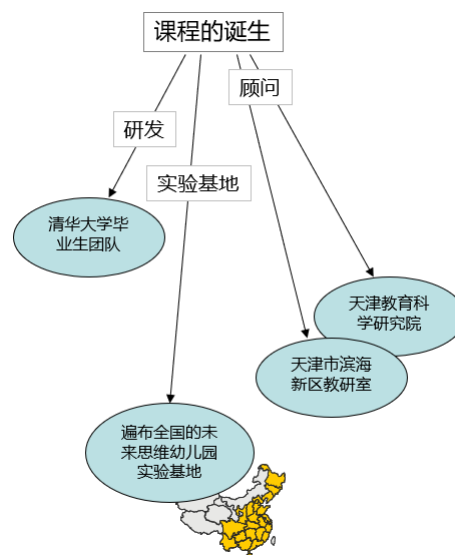 课程的诞生
顾问
研发
实验基地
清华大学毕
业生团队
天津教育科
学研究院
天津市滨海
新区教研室
遍布全国的未
来思维幼儿园
实验基地